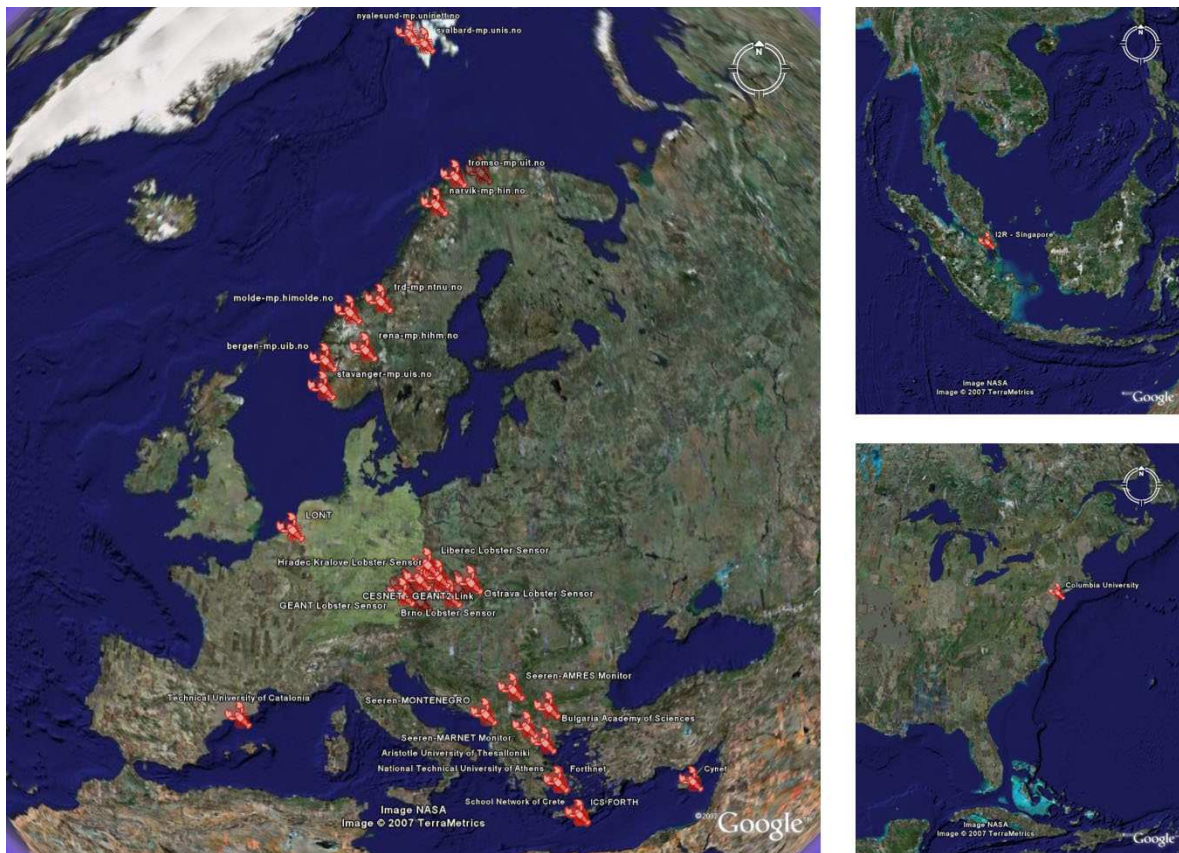 nyalesund-mp.uninett.no
svalbard-mp.unis.no
N
tromso-mp.uit.no
narvik-mp.hin.no
trd-mp.ntnu.no
molde-mp.himolde.no
rena-mp.hihm.no
bergen-mp.uib.no
stavanger-mp.uis.no
LONT
Liberec Lobster Sensor
Hradec Kralove Lobster Sensor
CESNET - GEANT2 Link
Ostrava Lobster Sensor
GEANT Lobster Sensor
Brno Lobster Sensor
Seeren-AMRES Monitor
Technical University of Catalonia
Seeren-MONTENEGRO
Bulgaria Academy of Sciences
Seeren-MARNET Monitor
Aristotle University of Thesalloniki
National Technical University of Athens
Forthnet
Cynet
School Network of Crete
ICS-FORTH
Image NASA
Image © 2007 TerraMetrics
©2007 Google
N
I2R - Singapore
Image NASA
Image © 2007 TerraMetrics
Google
N
Columbia University
Image NASA
Image © 2007 TerraMetrics
Google